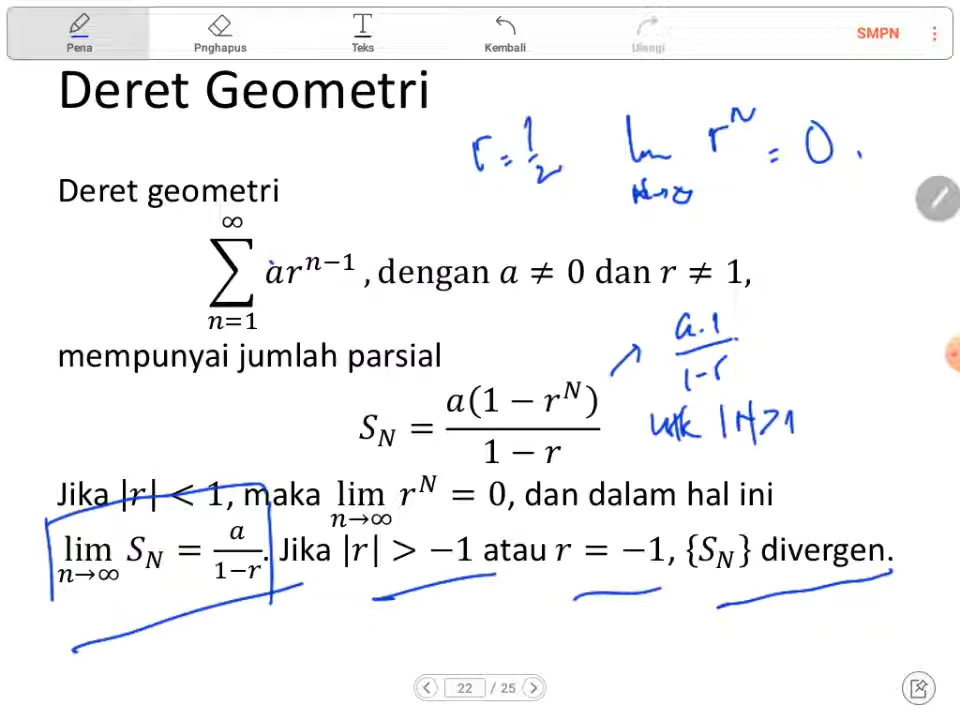 Pena Pnghapus Teks Kembali Ulangi SMPN
Deret Geometri
r = 1/2 lim N→∞ r^N = 0.
Deret geometri
∑_{n=1}^{∞} ar^{n−1}, dengan a ≠ 0 dan r ≠ 1,
mempunyai jumlah parsial
a.1/1-r
S_N = a(1 − r^N)/1 − r
utk |r|>1
Jika |r| < 1, maka lim n→∞ r^N = 0, dan dalam hal ini
lim n→∞ S_N = a/1−r. Jika |r| > −1 atau r = −1, {S_N} divergen.
22 / 25